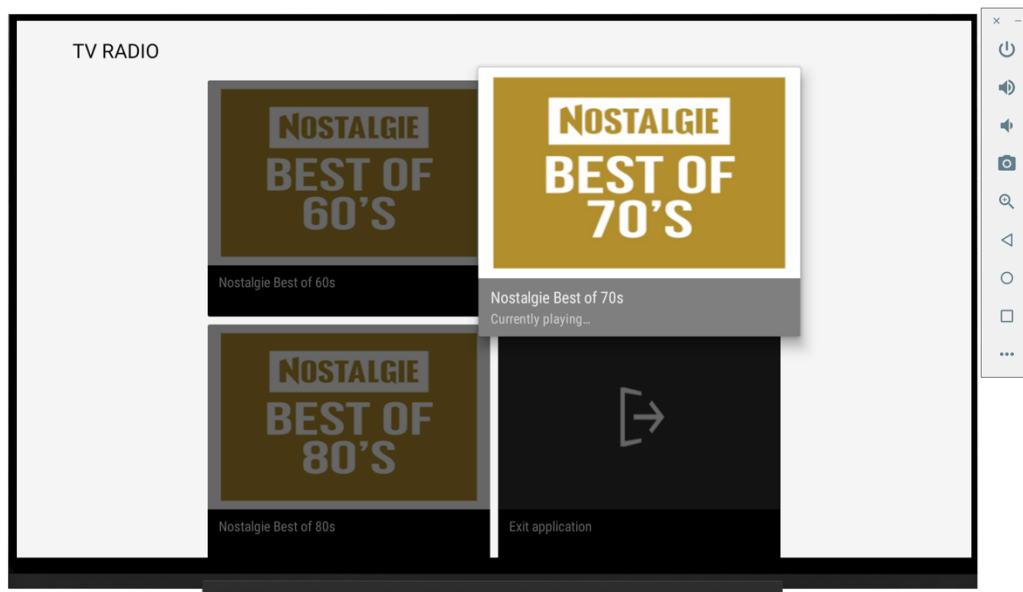 TV RADIO
NOSTALGIE
BEST OF
60'S
Nostalgie Best of 60s
NOSTALGIE
BEST OF
70'S
Nostalgie Best of 70s
Currently playing…
NOSTALGIE
BEST OF
80'S
Nostalgie Best of 80s
Exit application